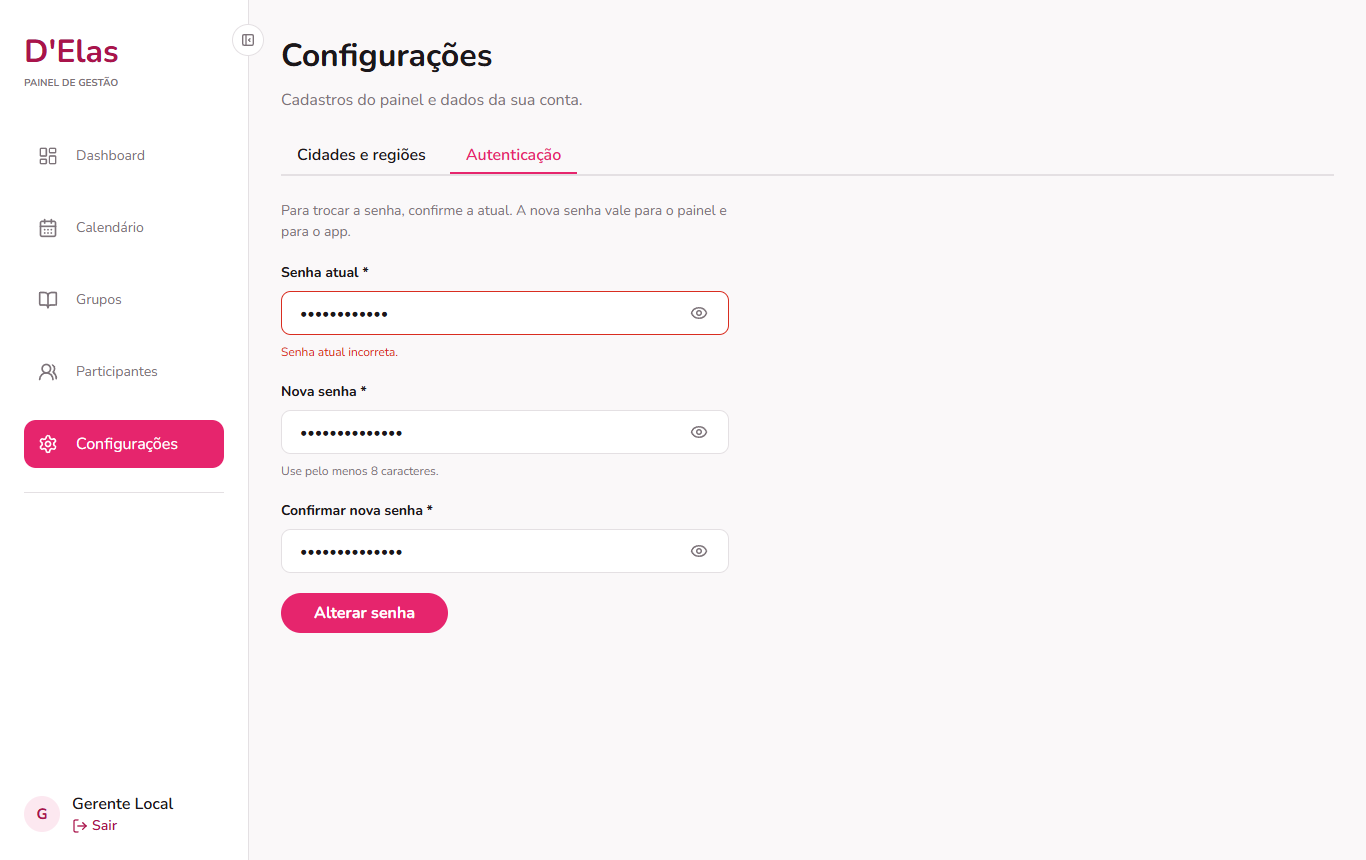 D'Elas
PAINEL DE GESTÃO
Dashboard
Calendário
Grupos
Participantes
Configurações
G
Gerente Local
Sair
Configurações
Cadastros do painel e dados da sua conta.
Cidades e regiões
Autenticação
Para trocar a senha, confirme a atual. A nova senha vale para o painel e
para o app.
Senha atual *
••••••••••••
Senha atual incorreta.
Nova senha *
••••••••••••••
Use pelo menos 8 caracteres.
Confirmar nova senha *
••••••••••••••
Alterar senha